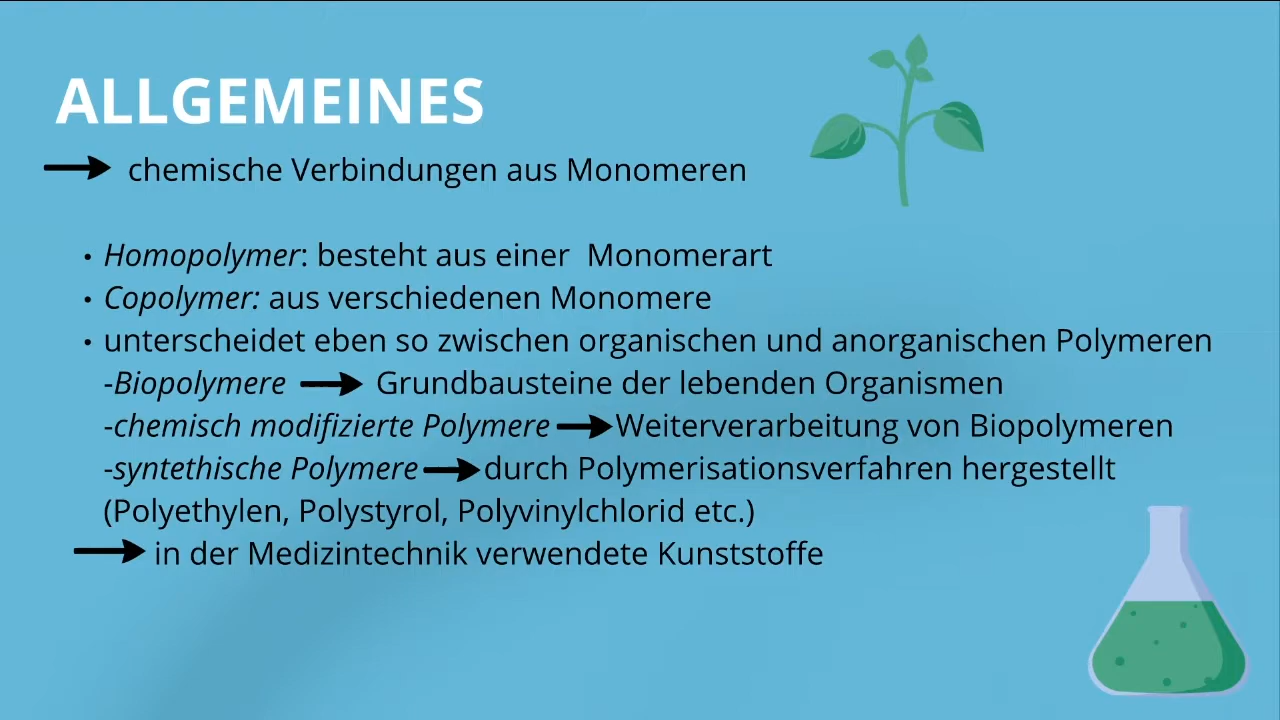 ALLGEMEINES
chemische Verbindungen aus Monomeren
• Homopolymer: besteht aus einer Monomerart
• Copolymer: aus verschiedenen Monomere
• unterscheidet eben so zwischen organischen und anorganischen Polymeren
-Biopolymere → Grundbausteine der lebenden Organismen
-chemisch modifizierte Polymere → Weiterverarbeitung von Biopolymeren
-syntethische Polymere → durch Polymerisationsverfahren hergestellt
(Polyethylen, Polystyrol, Polyvinylchlorid etc.)
→ in der Medizintechnik verwendete Kunststoffe